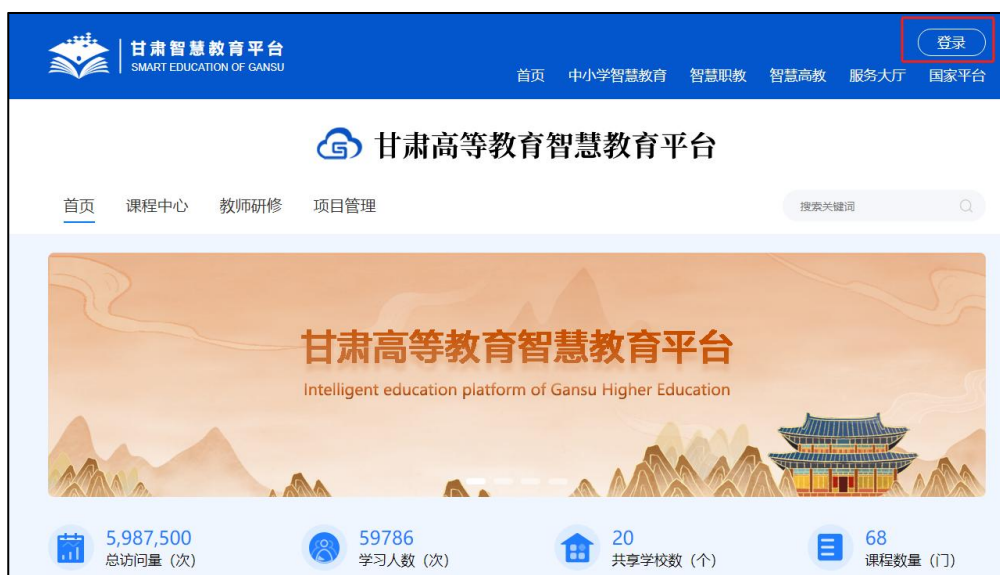 甘肃智慧教育平台
SMART EDUCATION OF GANSU
登录
首页 中小学智慧教育 智慧职教 智慧高教 服务大厅 国家平台
甘肃高等教育智慧教育平台
首页 课程中心 教师研修 项目管理
搜索关键词
甘肃高等教育智慧教育平台
Intelligent education platform of Gansu Higher Education
5,987,500 59786 20 68
总访问量（次） 学习人数（次） 共享学校数（个） 课程数量（门）